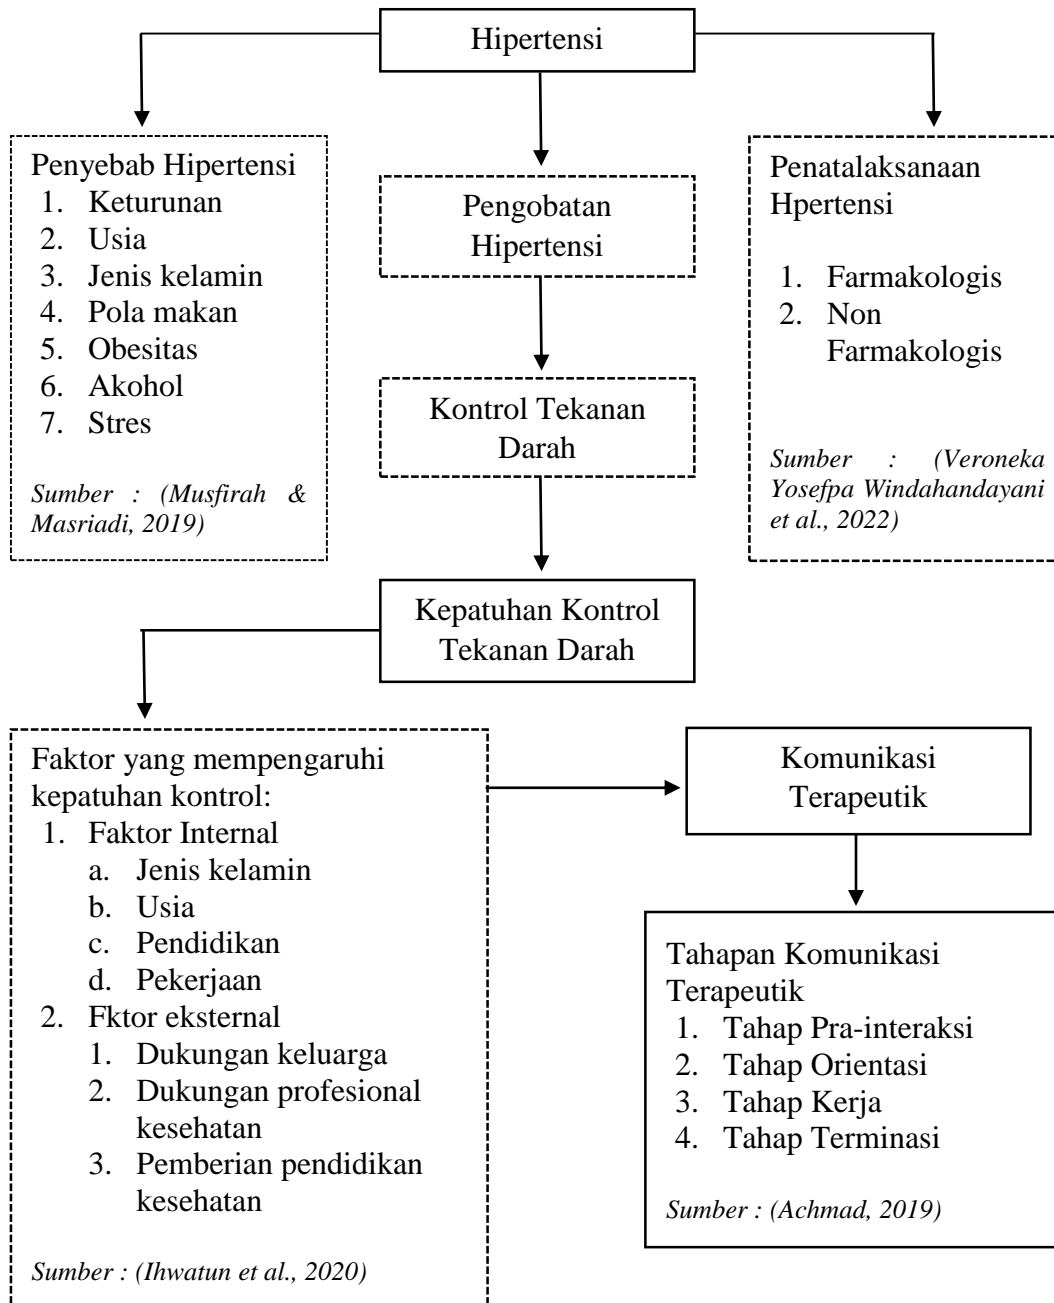 Hipertensi
Penyebab Hipertensi
1. Keturunan
2. Usia
3. Jenis kelamin
4. Pola makan
5. Obesitas
6. Akohol
7. Stres
Sumber : (Musfirah &
Masriadi, 2019)
Pengobatan
Hipertensi
Penatalaksanaan
Hpertensi
1. Farmakologis
2. Non
Farmakologis
Sumber : (Veroneka
Yosefpa Windahandayani
et al., 2022)
Kontrol Tekanan
Darah
Kepatuhan Kontrol
Tekanan Darah
Faktor yang mempengaruhi
kepatuhan kontrol:
1. Faktor Internal
a. Jenis kelamin
b. Usia
c. Pendidikan
d. Pekerjaan
2. Fktor eksternal
1. Dukungan keluarga
2. Dukungan profesional
kesehatan
3. Pemberian pendidikan
kesehatan
Sumber : (Ihwatun et al., 2020)
Komunikasi
Terapeutik
Tahapan Komunikasi
Terapeutik
1. Tahap Pra-interaksi
2. Tahap Orientasi
3. Tahap Kerja
4. Tahap Terminasi
Sumber : (Achmad, 2019)